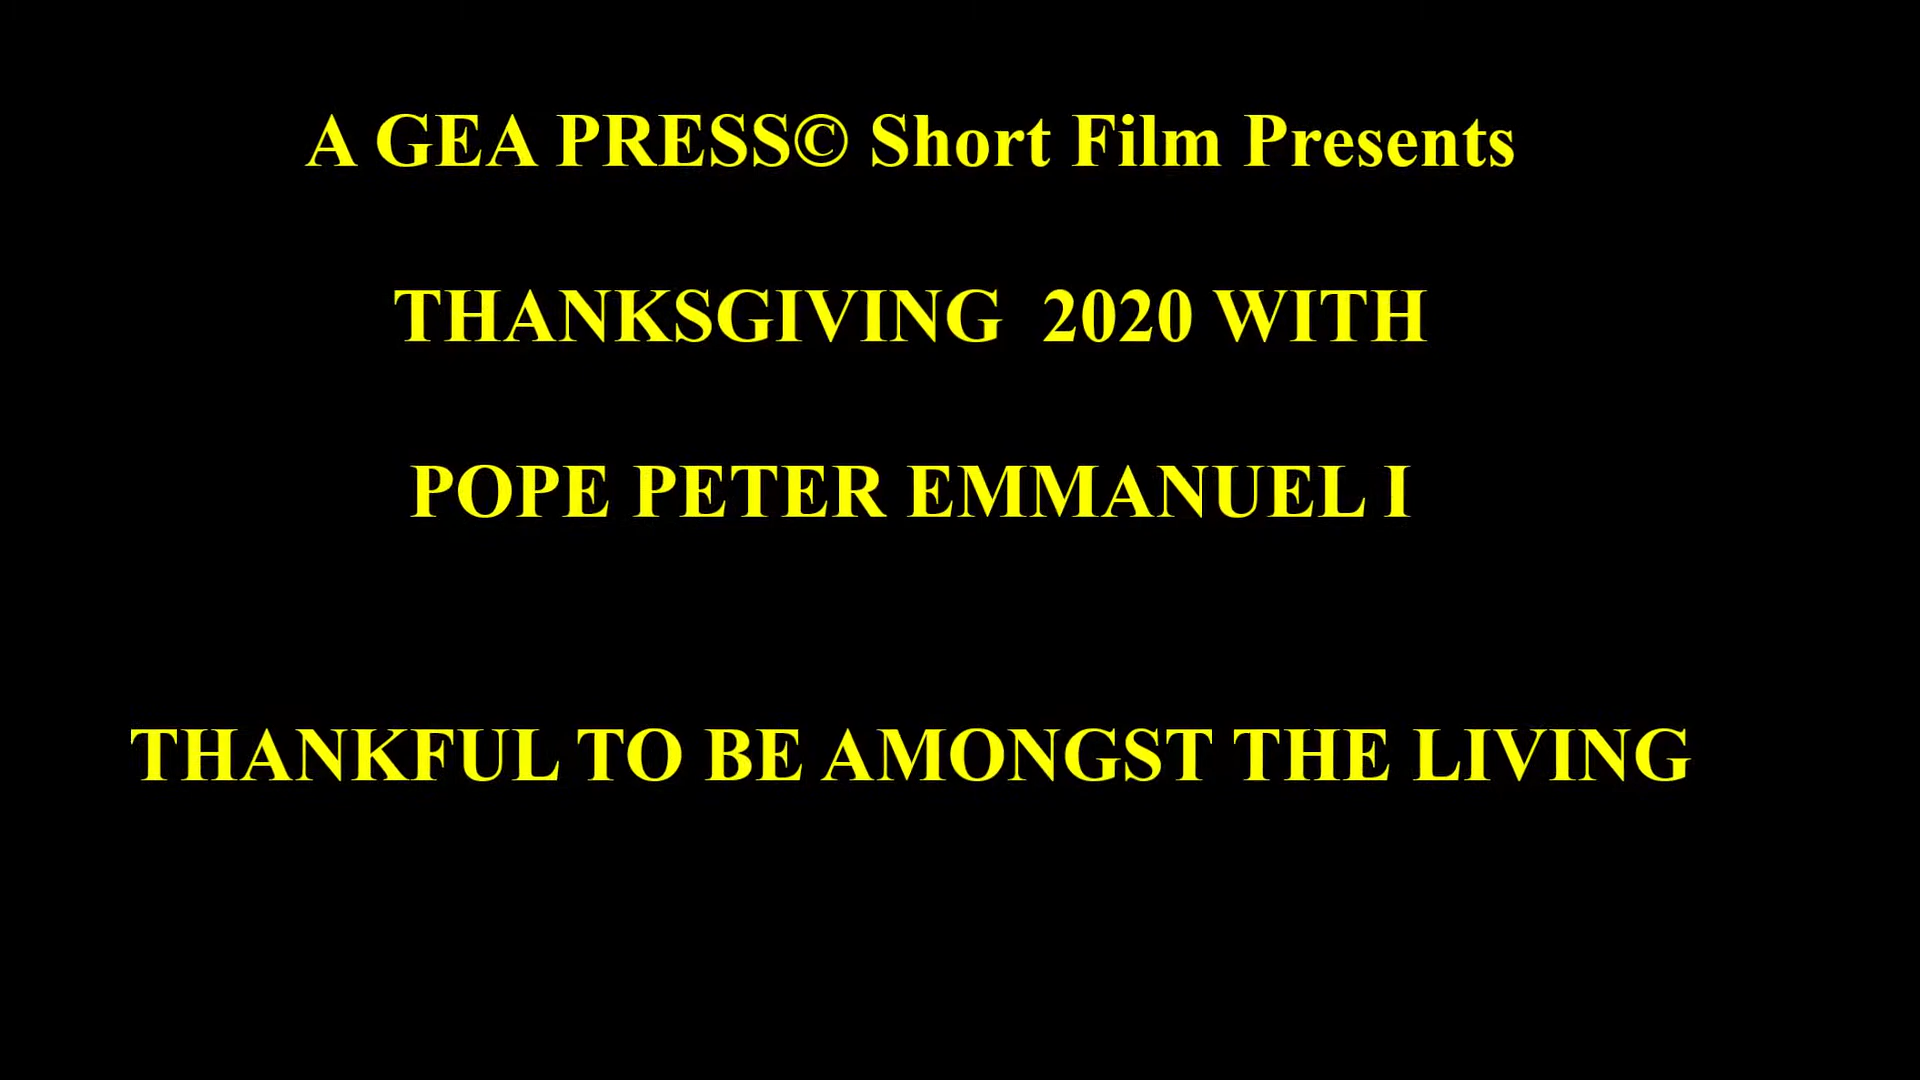 A GEA PRESS© Short Film Presents
THANKSGIVING  2020 WITH
POPE PETER EMMANUEL I
THANKFUL TO BE AMONGST THE LIVING